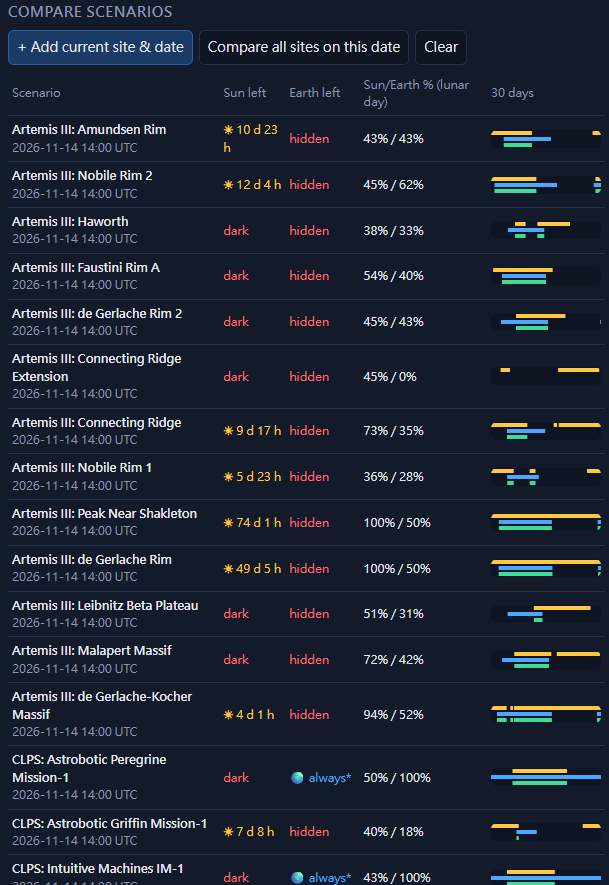 COMPARE SCENARIOS
+ Add current site & date
Compare all sites on this date
Clear
Scenario
Sun left
Earth left
Sun/Earth % (lunar
day)
30 days
Artemis III: Amundsen Rim
2026-11-14 14:00 UTC
☀ 10 d 23
h
hidden
43% / 43%
Artemis III: Nobile Rim 2
2026-11-14 14:00 UTC
☀ 12 d 4 h
hidden
45% / 62%
Artemis III: Haworth
2026-11-14 14:00 UTC
dark
hidden
38% / 33%
Artemis III: Faustini Rim A
2026-11-14 14:00 UTC
dark
hidden
54% / 40%
Artemis III: de Gerlache Rim 2
2026-11-14 14:00 UTC
dark
hidden
45% / 43%
Artemis III: Connecting Ridge
Extension
2026-11-14 14:00 UTC
dark
hidden
45% / 0%
Artemis III: Connecting Ridge
2026-11-14 14:00 UTC
☀ 9 d 17 h
hidden
73% / 35%
Artemis III: Nobile Rim 1
2026-11-14 14:00 UTC
☀ 5 d 23 h
hidden
36% / 28%
Artemis III: Peak Near Shakleton
2026-11-14 14:00 UTC
☀ 74 d 1 h
hidden
100% / 50%
Artemis III: de Gerlache Rim
2026-11-14 14:00 UTC
☀ 49 d 5 h
hidden
100% / 50%
Artemis III: Leibnitz Beta Plateau
2026-11-14 14:00 UTC
dark
hidden
51% / 31%
Artemis III: Malapert Massif
2026-11-14 14:00 UTC
dark
hidden
72% / 42%
Artemis III: de Gerlache-Kocher
Massif
2026-11-14 14:00 UTC
☀ 4 d 1 h
hidden
94% / 52%
CLPS: Astrobotic Peregrine
Mission-1
2026-11-14 14:00 UTC
dark
🌍 always*
50% / 100%
CLPS: Astrobotic Griffin Mission-1
2026-11-14 14:00 UTC
☀ 7 d 8 h
hidden
40% / 18%
CLPS: Intuitive Machines IM-1
dark
🌍 always*
43% / 100%